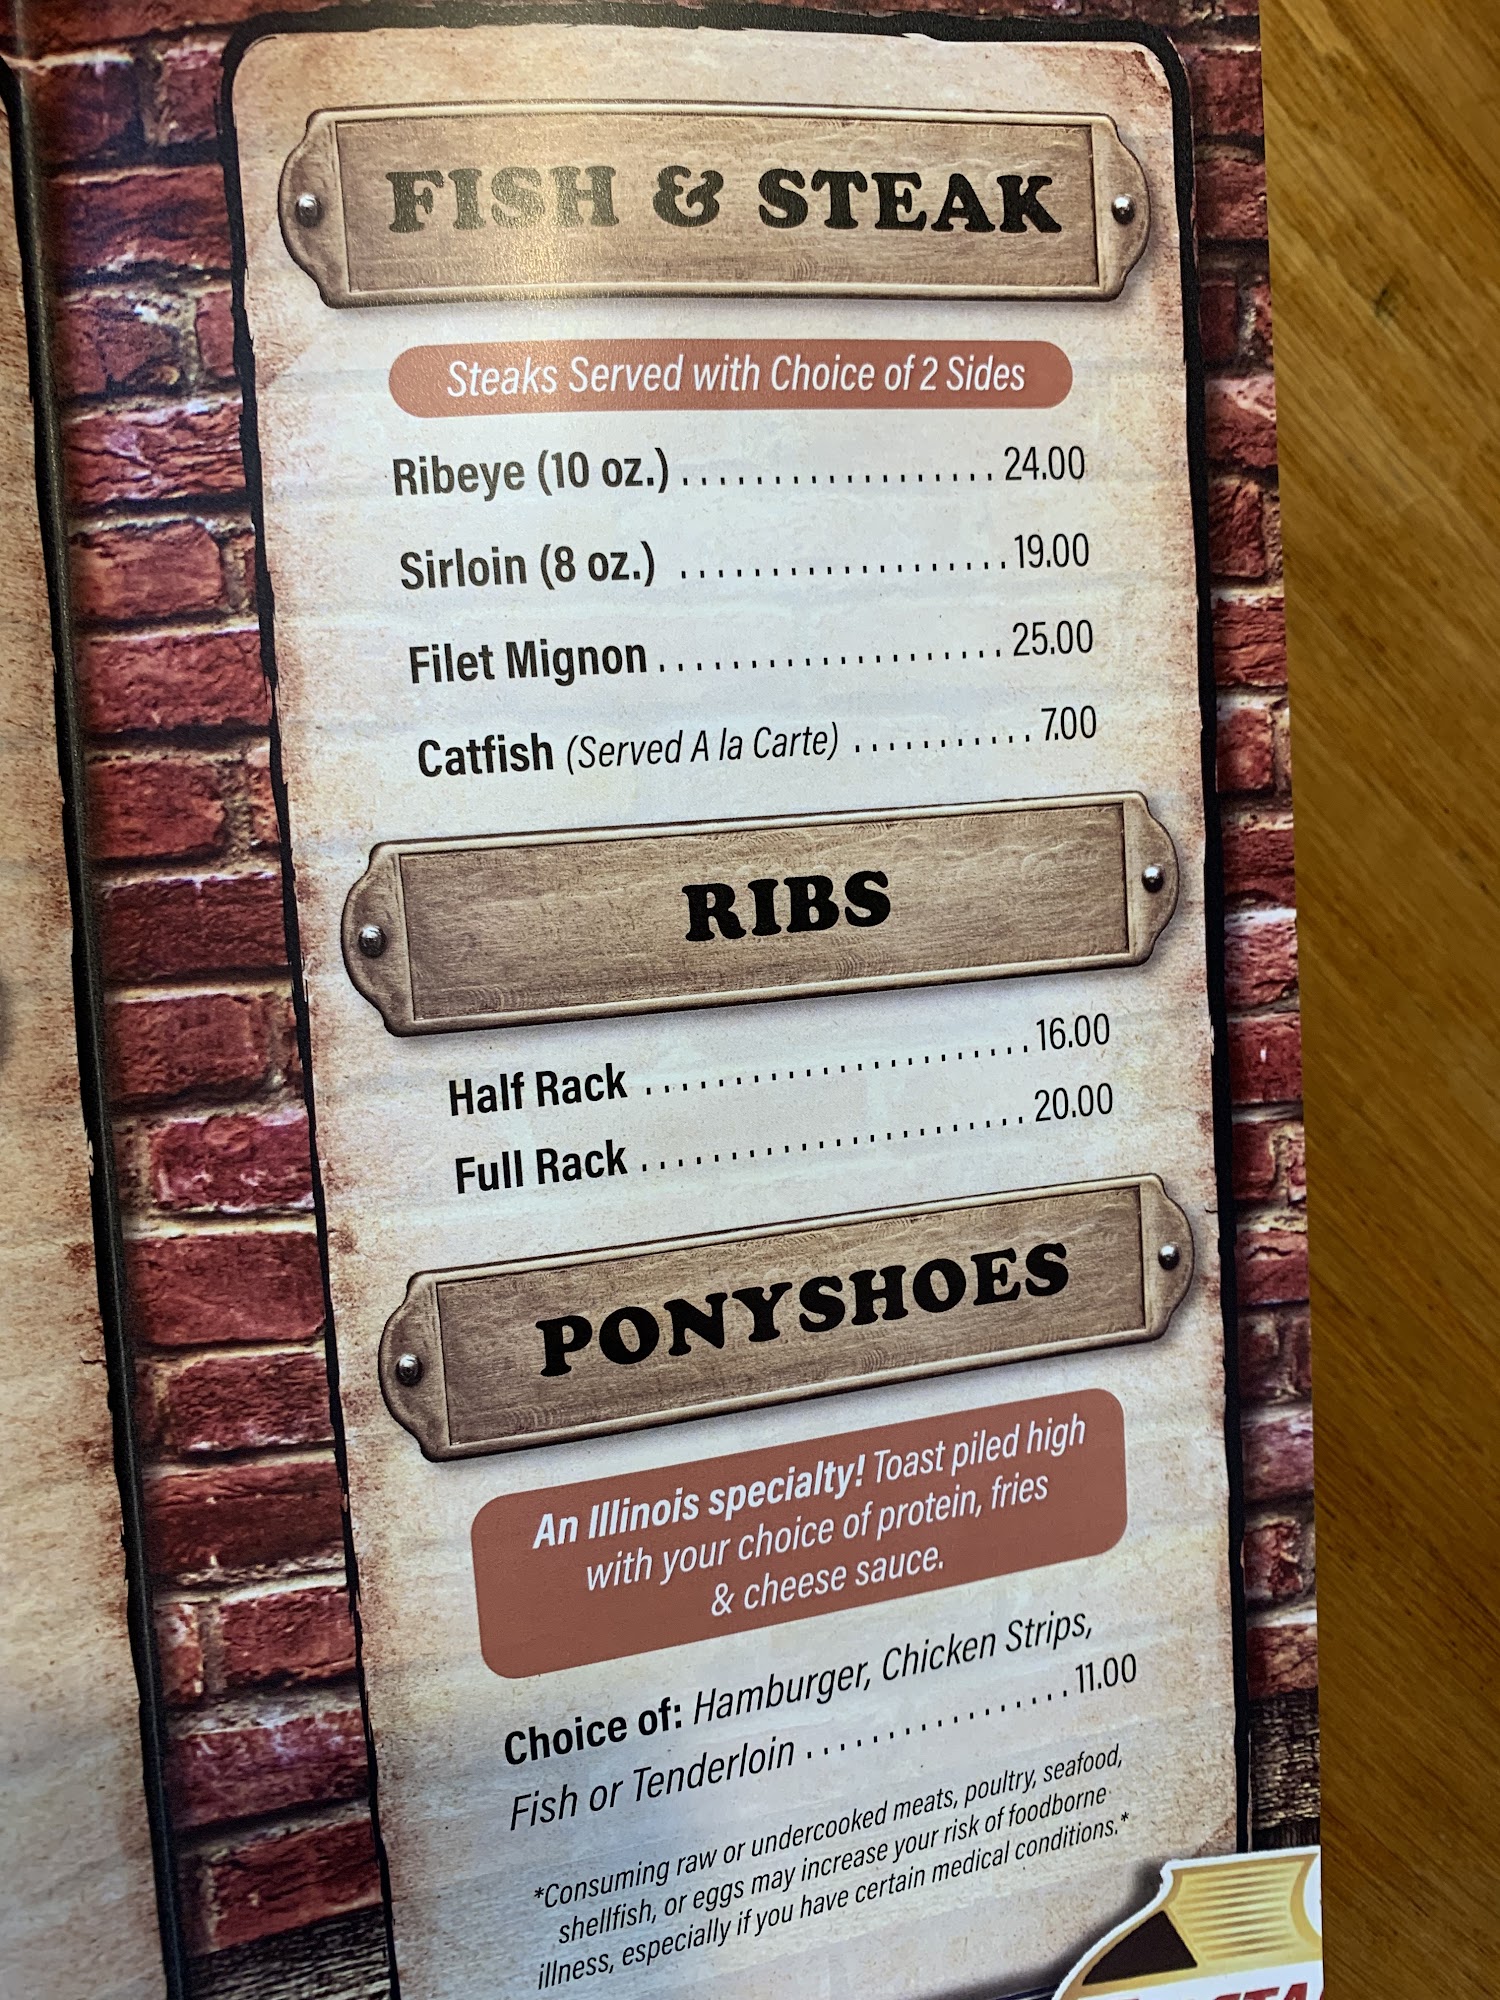 FISH & STEAK
Steaks Served with Choice of 2 Sides
Ribeye (10 oz.) .................... 24.00
Sirloin (8 oz.) .................... 19.00
Filet Mignon .................... 25.00
Catfish (Served A la Carte) ............ 7.00
RIBS
Half Rack ...................... 16.00
Full Rack ...................... 20.00
PONYSHOES
An Illinois specialty! Toast piled high
with your choice of protein, fries
& cheese sauce.
Choice of: Hamburger, Chicken Strips,
Fish or Tenderloin ................ 11.00
*Consuming raw or undercooked meats, poultry, seafood,
shellfish, or eggs may increase your risk of foodborne
illness, especially if you have certain medical conditions.*